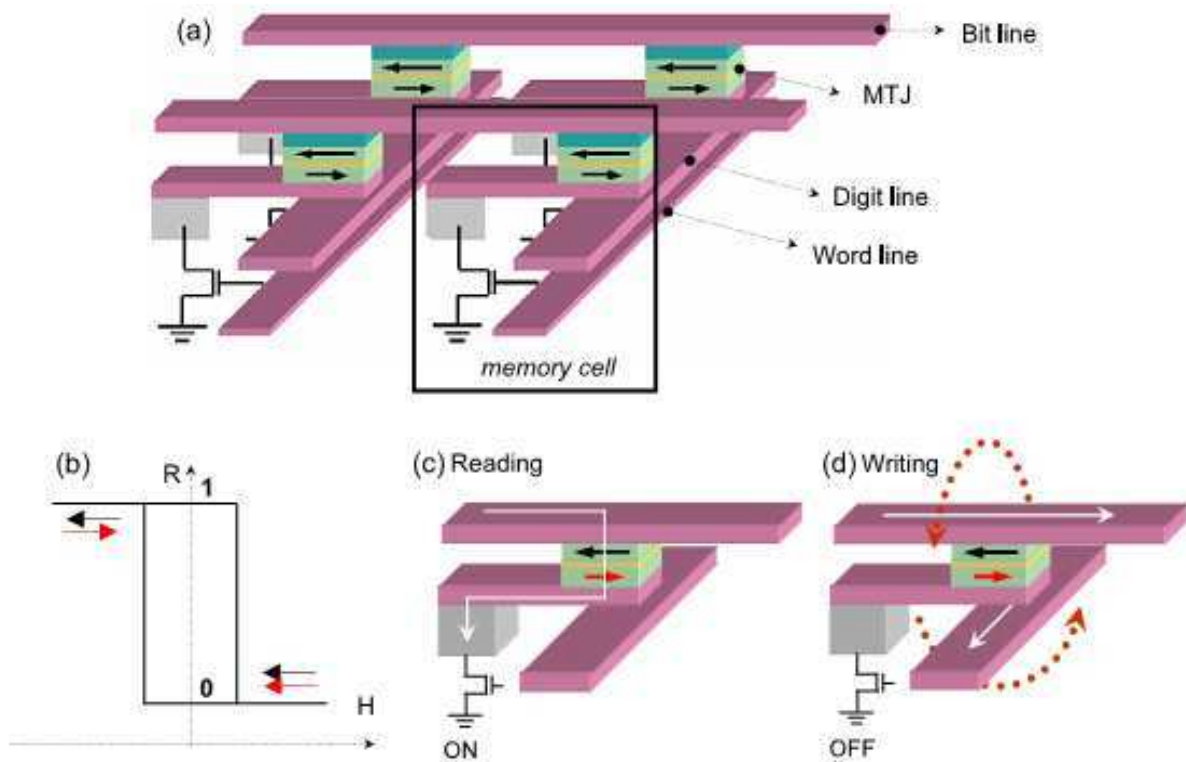 (a)
Bit line
MTJ
Digit line
Word line
memory cell
(b)
R
1
0
H
(c) Reading
ON
(d) Writing
OFF